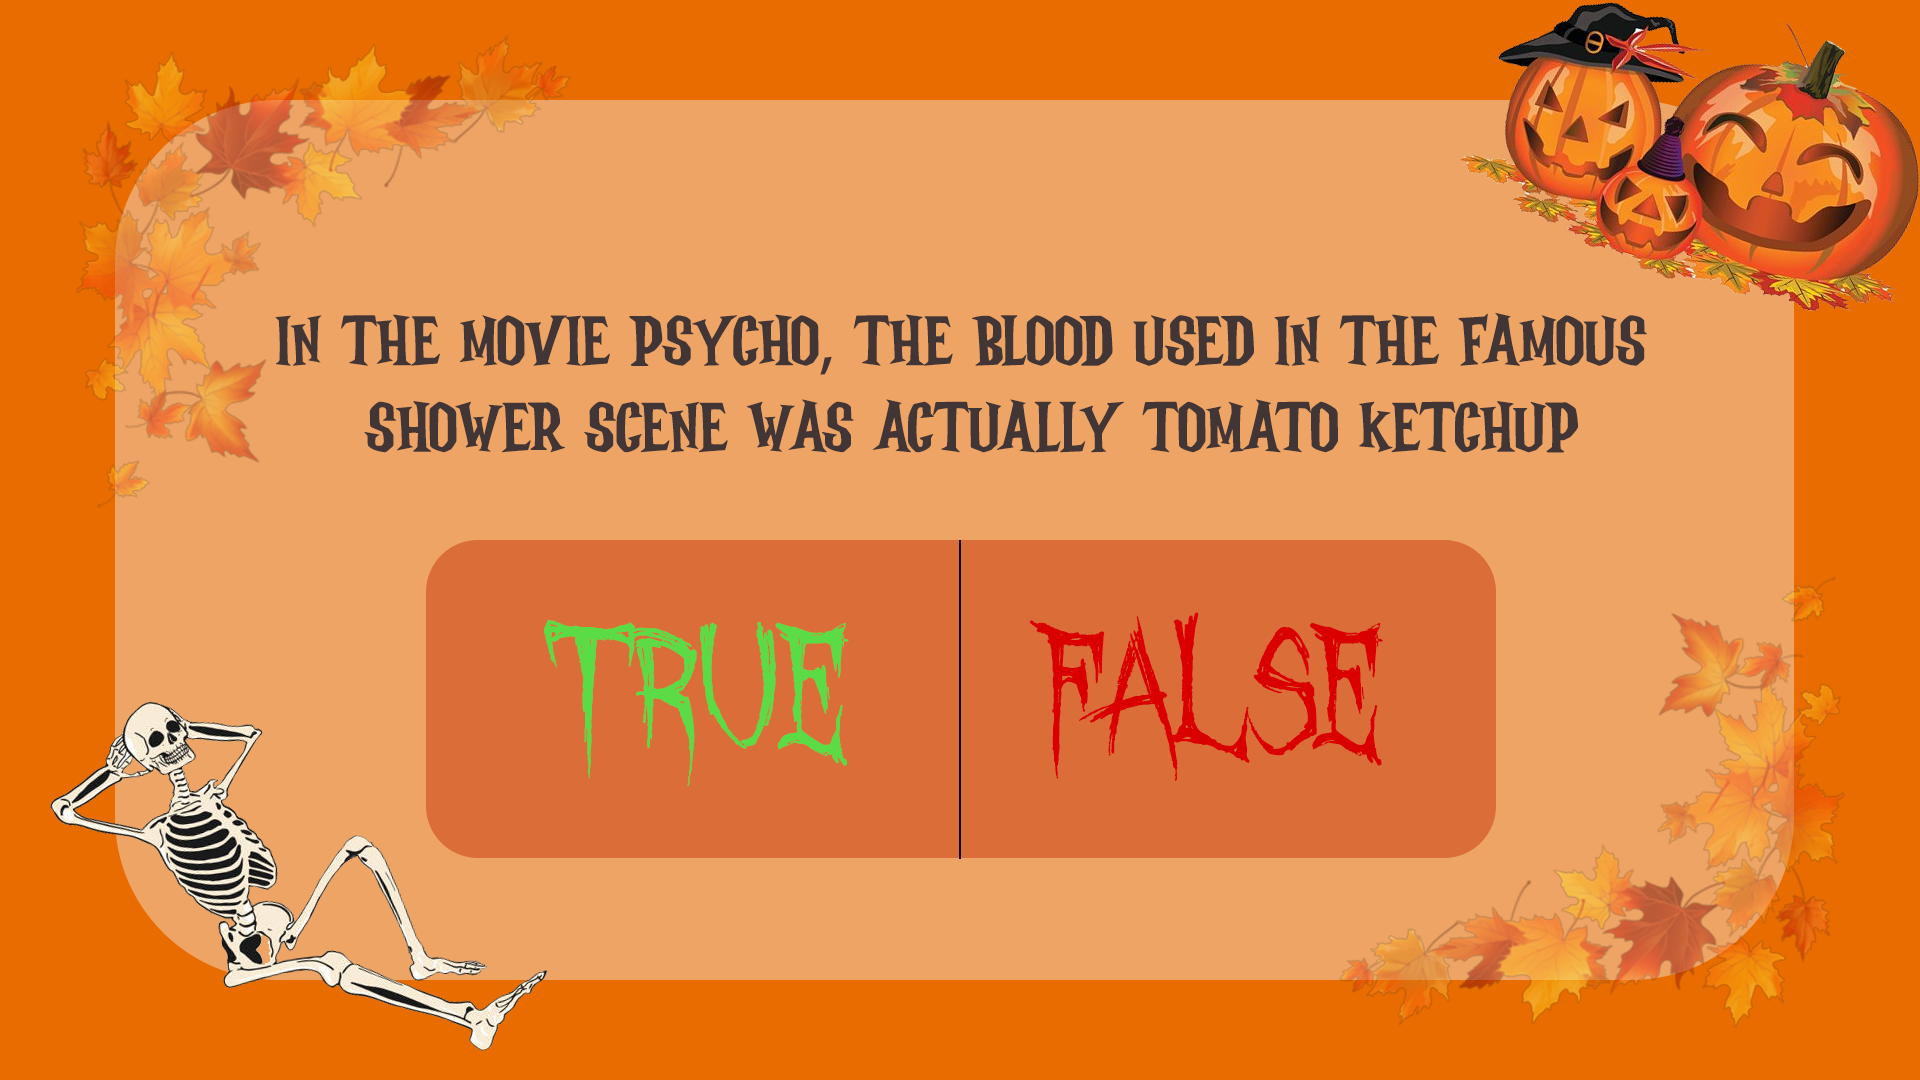 IN THE MOVIE PSYCHO, THE BLOOD USED IN THE FAMOUS
SHOWER SCENE WAS ACTUALLY TOMATO KETCHUP
TRUE
FALSE